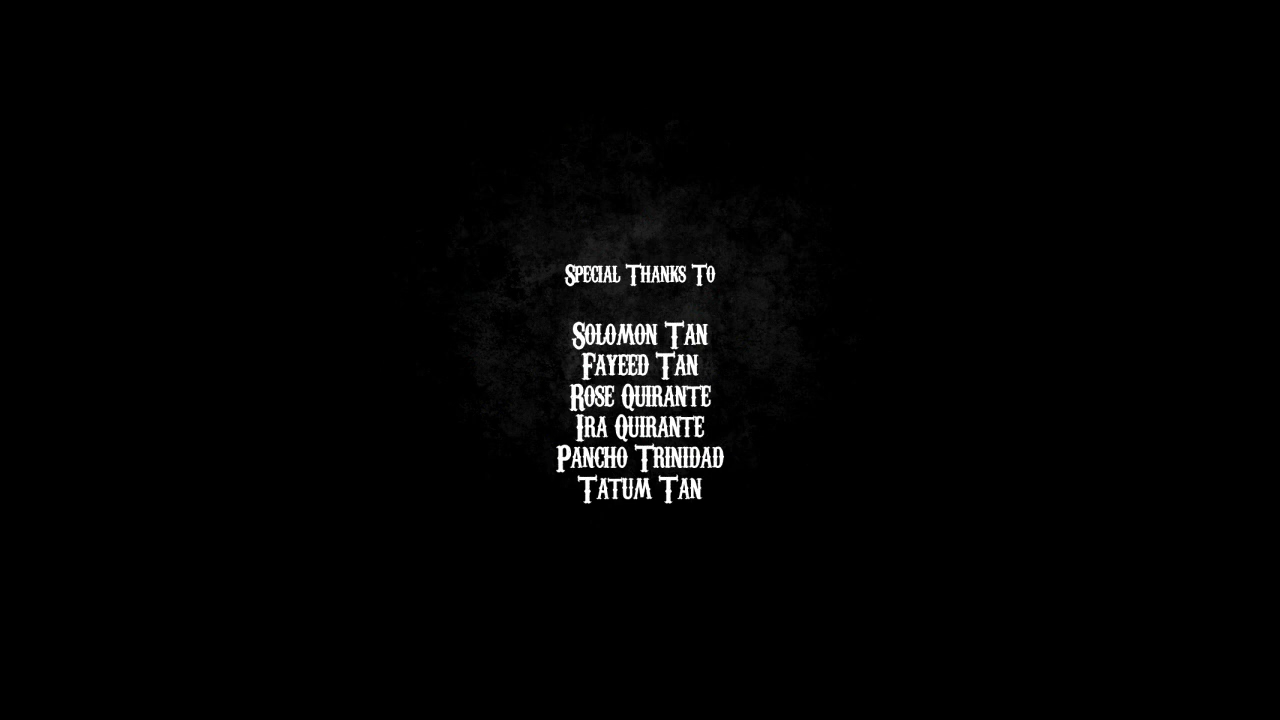 Special Thanks To
Solomon Tan
Fayeed Tan
Rose Quirante
Ira Quirante
Pancho Trinidad
Tatum Tan